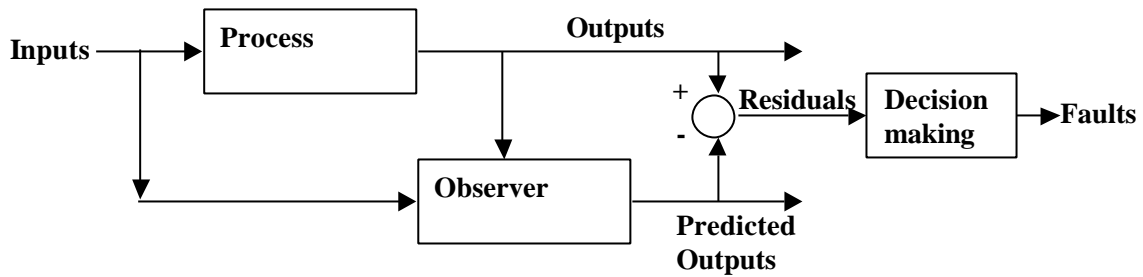 Inputs
Process
Outputs
+
Residuals
-
Decision
making
Faults
Observer
Predicted
Outputs